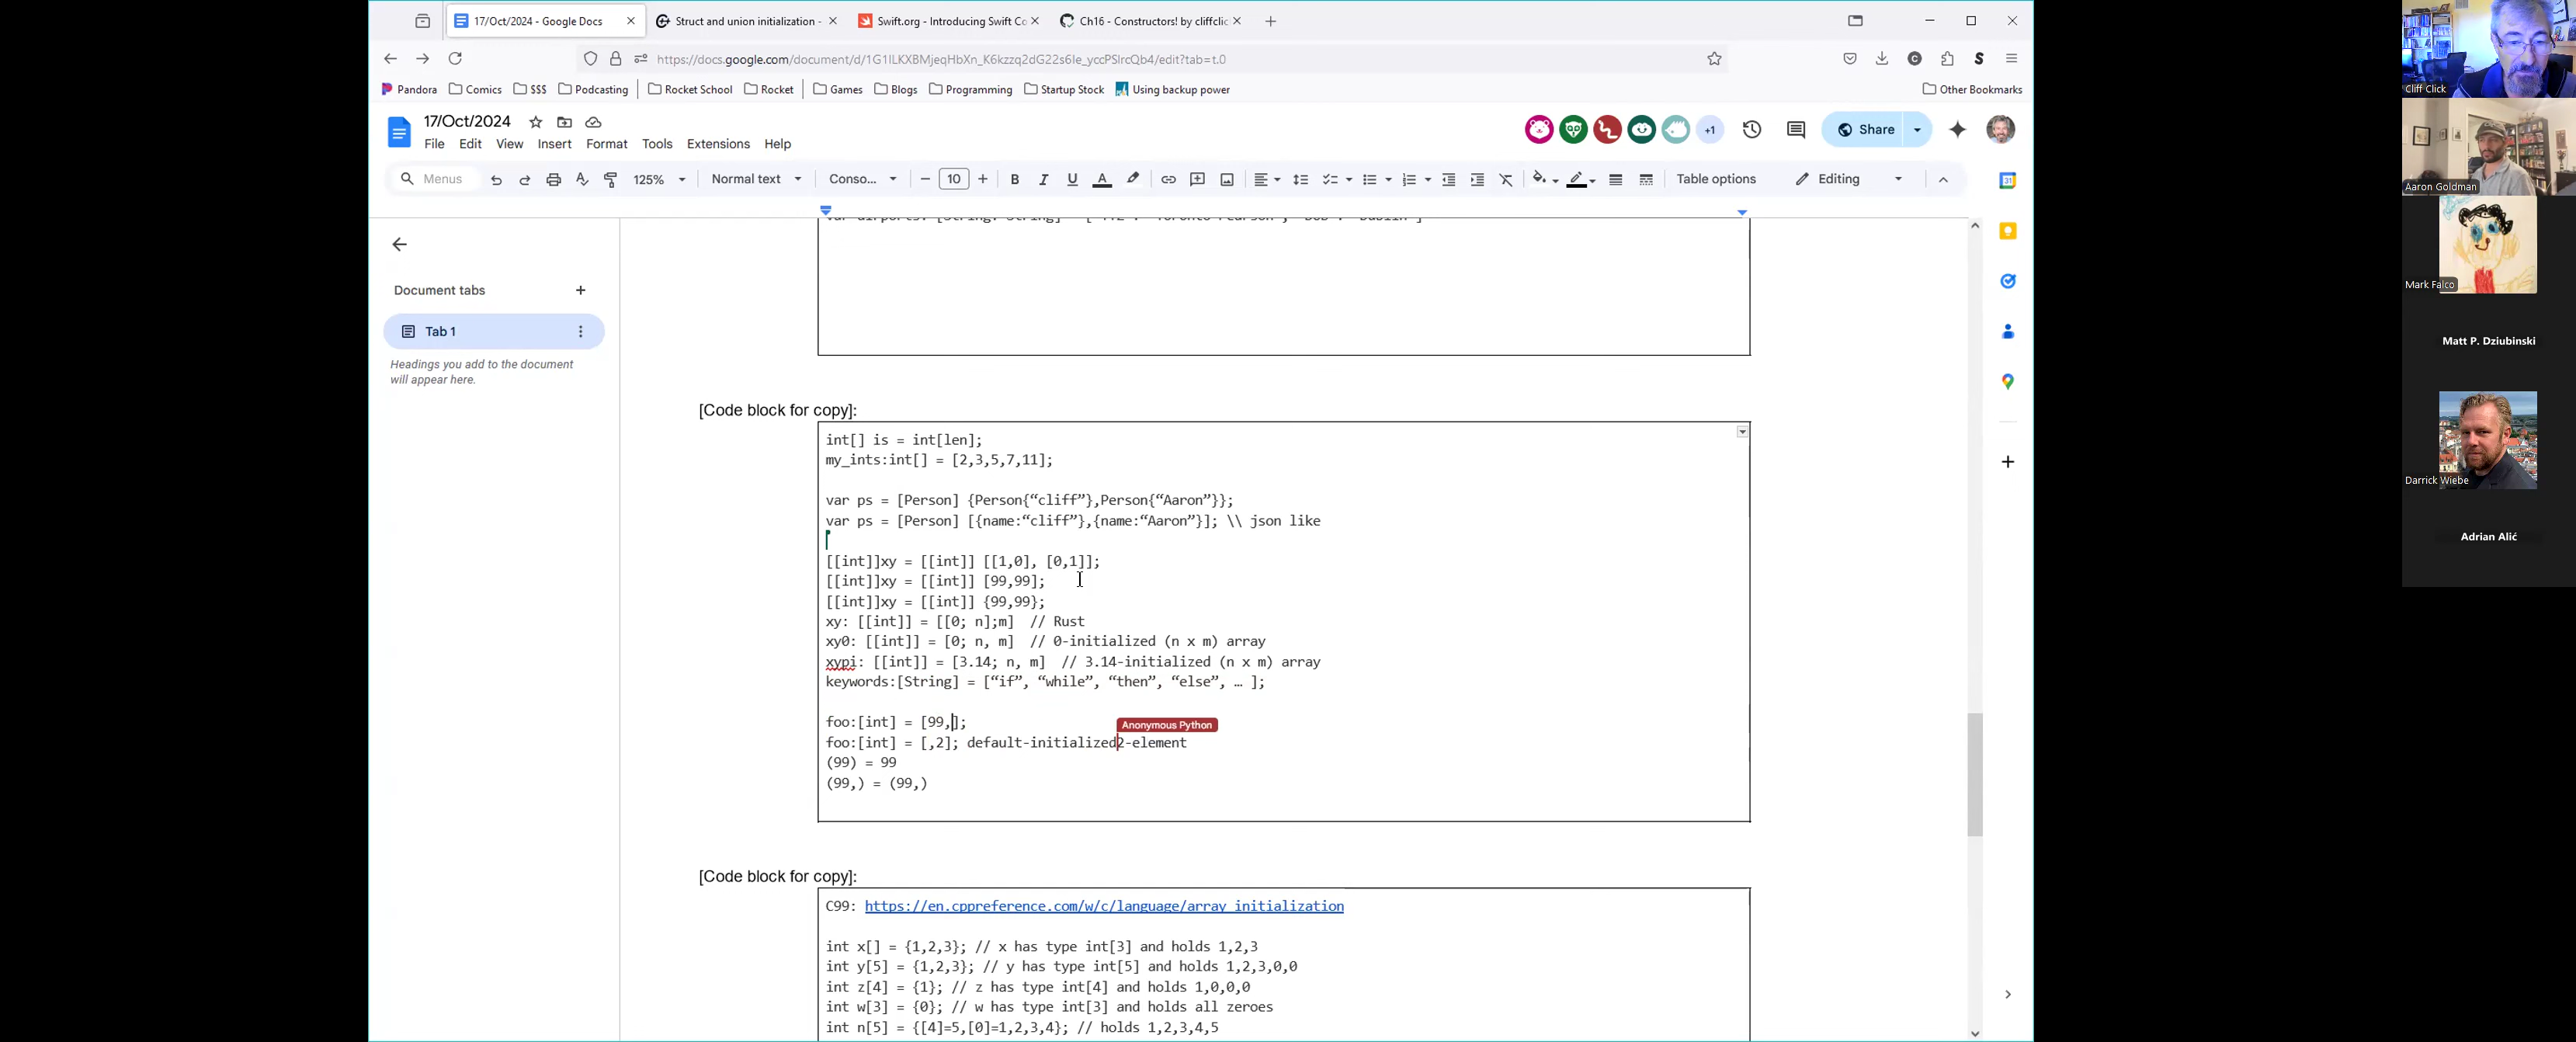 17/Oct/2024 - Google Docs
Struct and union initialization -
Swift.org - Introducing Swift Co
Ch16 - Constructors! by cliffclic
https://docs.google.com/document/d/1G1lLKXBMjeqHbXn_K6kzzq2dG22s6Ie_yccPSlrcQb4/edit?tab=t.0
Pandora Comics $$$ Podcasting Rocket School Rocket Games Blogs Programming Startup Stock Using backup power Other Bookmarks
17/Oct/2024
+1
Share
File Edit View Insert Format Tools Extensions Help
Menus 125% Normal text Conso... 10 Table options Editing
Document tabs
Tab 1
Headings you add to the document
will appear here.
[Code block for copy]:
int[] is = int[len];
my_ints:int[] = [2,3,5,7,11];
var ps = [Person] {Person{“cliff”},Person{“Aaron”}};
var ps = [Person] [{name:“cliff”},{name:“Aaron”}]; \\ json like
[[int]]xy = [[int]] [[1,0], [0,1]];
[[int]]xy = [[int]] [99,99];
[[int]]xy = [[int]] {99,99};
xy: [[int]] = [[0; n];m] // Rust
xy0: [[int]] = [0; n, m] // 0-initialized (n x m) array
xypi: [[int]] = [3.14; n, m] // 3.14-initialized (n x m) array
keywords:[String] = [“if”, “while”, “then”, “else”, … ];
foo:[int] = [99,];
Anonymous Python
foo:[int] = [,2]; default-initialized2-element
(99) = 99
(99,) = (99,)
[Code block for copy]:
C99: https://en.cppreference.com/w/c/language/array_initialization
int x[] = {1,2,3}; // x has type int[3] and holds 1,2,3
int y[5] = {1,2,3}; // y has type int[5] and holds 1,2,3,0,0
int z[4] = {1}; // z has type int[4] and holds 1,0,0,0
int w[3] = {0}; // w has type int[3] and holds all zeroes
int n[5] = {[4]=5,[0]=1,2,3,4}; // holds 1,2,3,4,5
Cliff Click
Aaron Goldman
Mark Falco
Matt P. Dziubinski
Darrick Wiebe
Adrian Alić